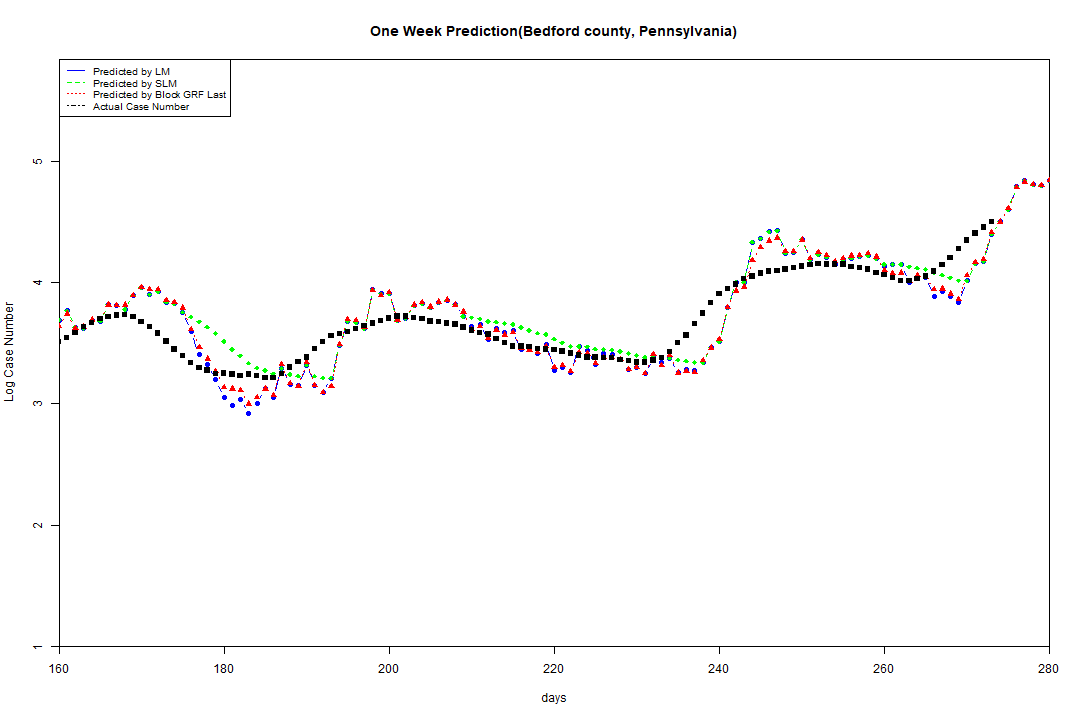 One Week Prediction(Bedford county, Pennsylvania)
Predicted by LM
Predicted by SLM
Predicted by Block GRF Last
Actual Case Number
5
4
3
2
1
Log Case Number
160 180 200 220 240 260 280
days